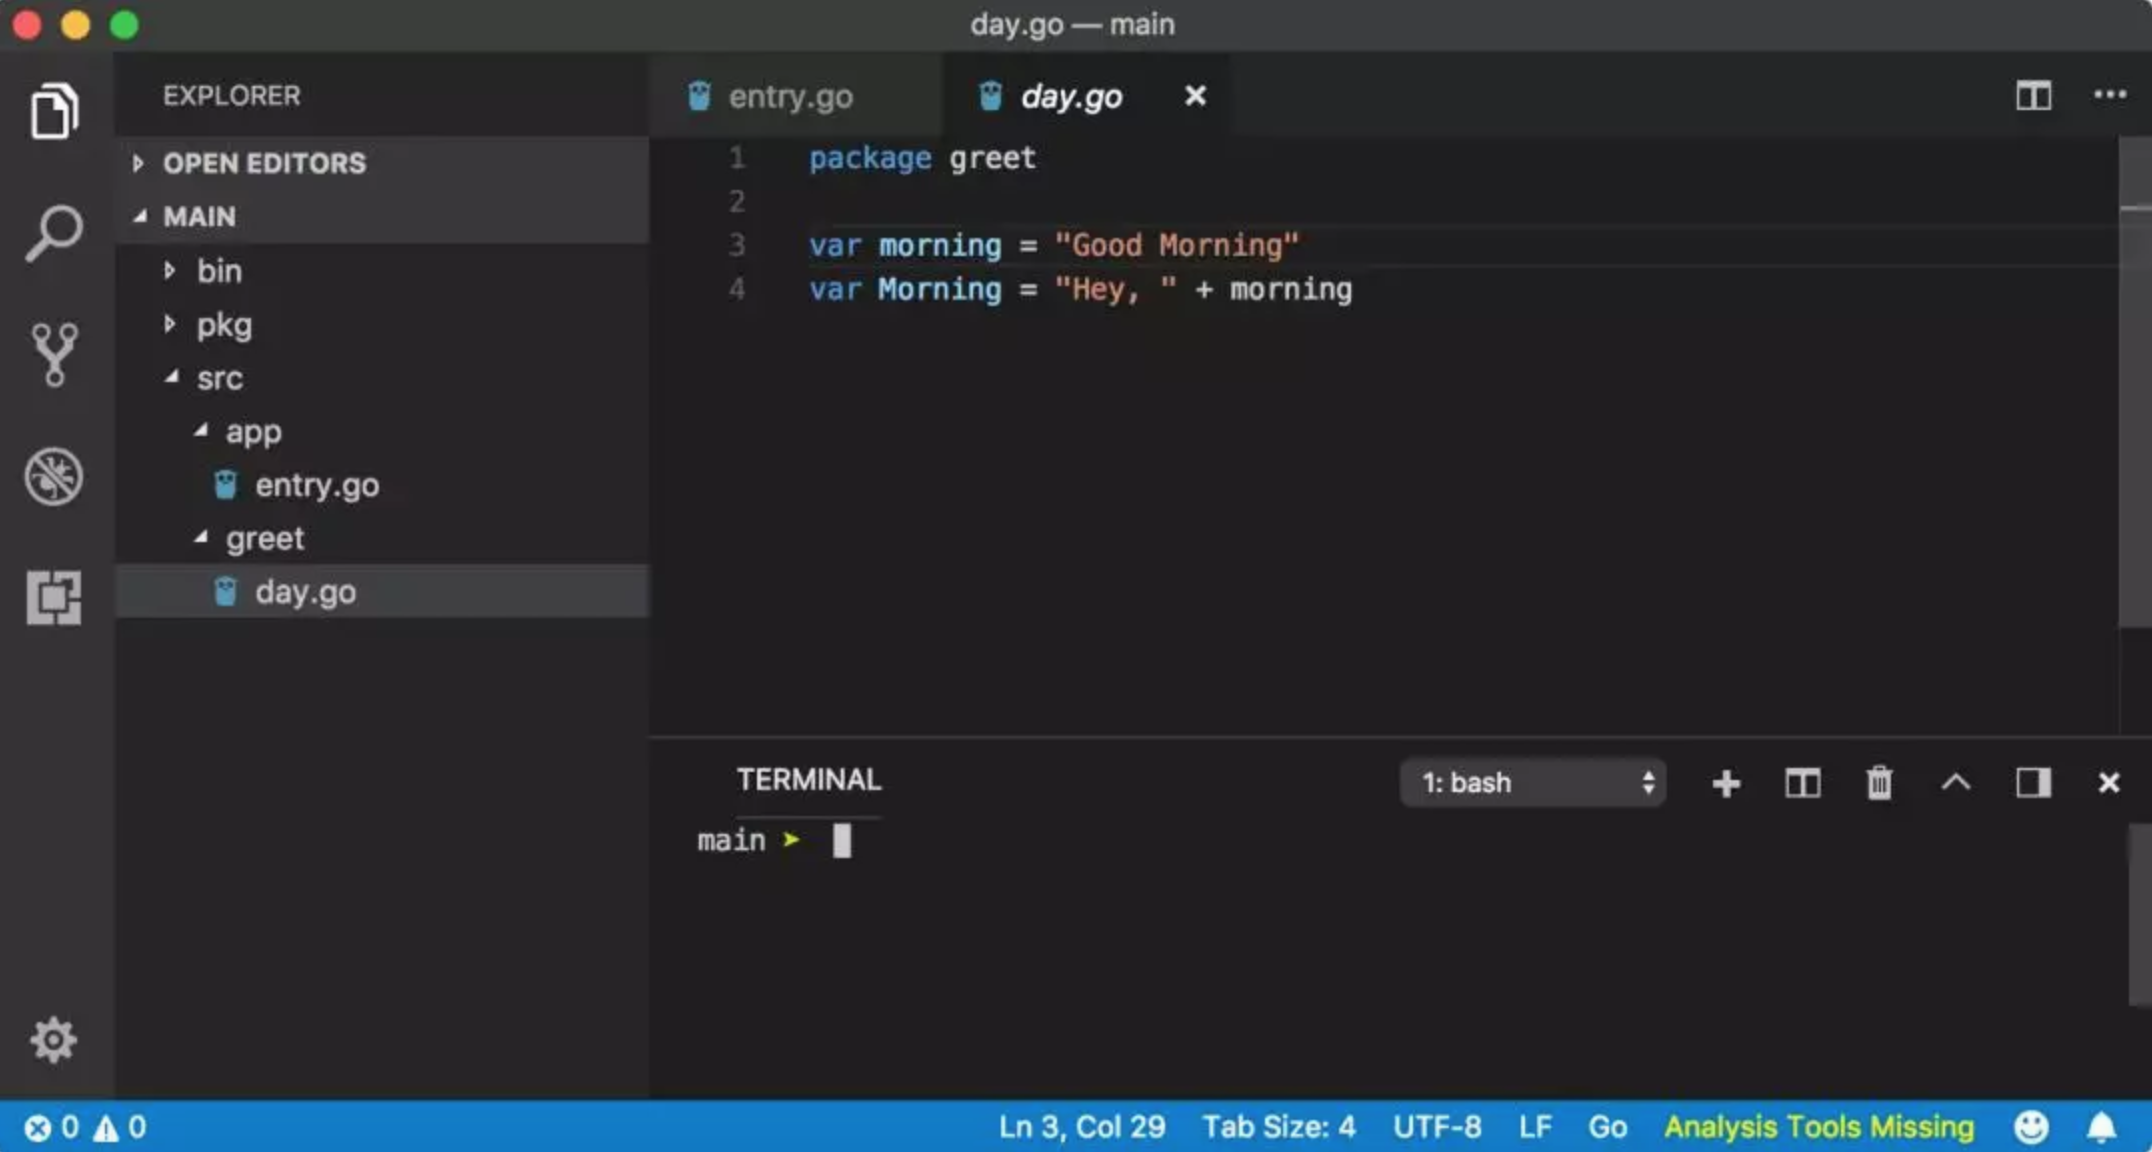 day.go — main
EXPLORER
OPEN EDITORS
MAIN
bin
pkg
src
app
entry.go
greet
day.go
entry.go day.go
1 package greet
2
3 var morning = "Good Morning"
4 var Morning = "Hey, " + morning
TERMINAL 1: bash
main ➤
0 0 Ln 3, Col 29 Tab Size: 4 UTF-8 LF Go Analysis Tools Missing